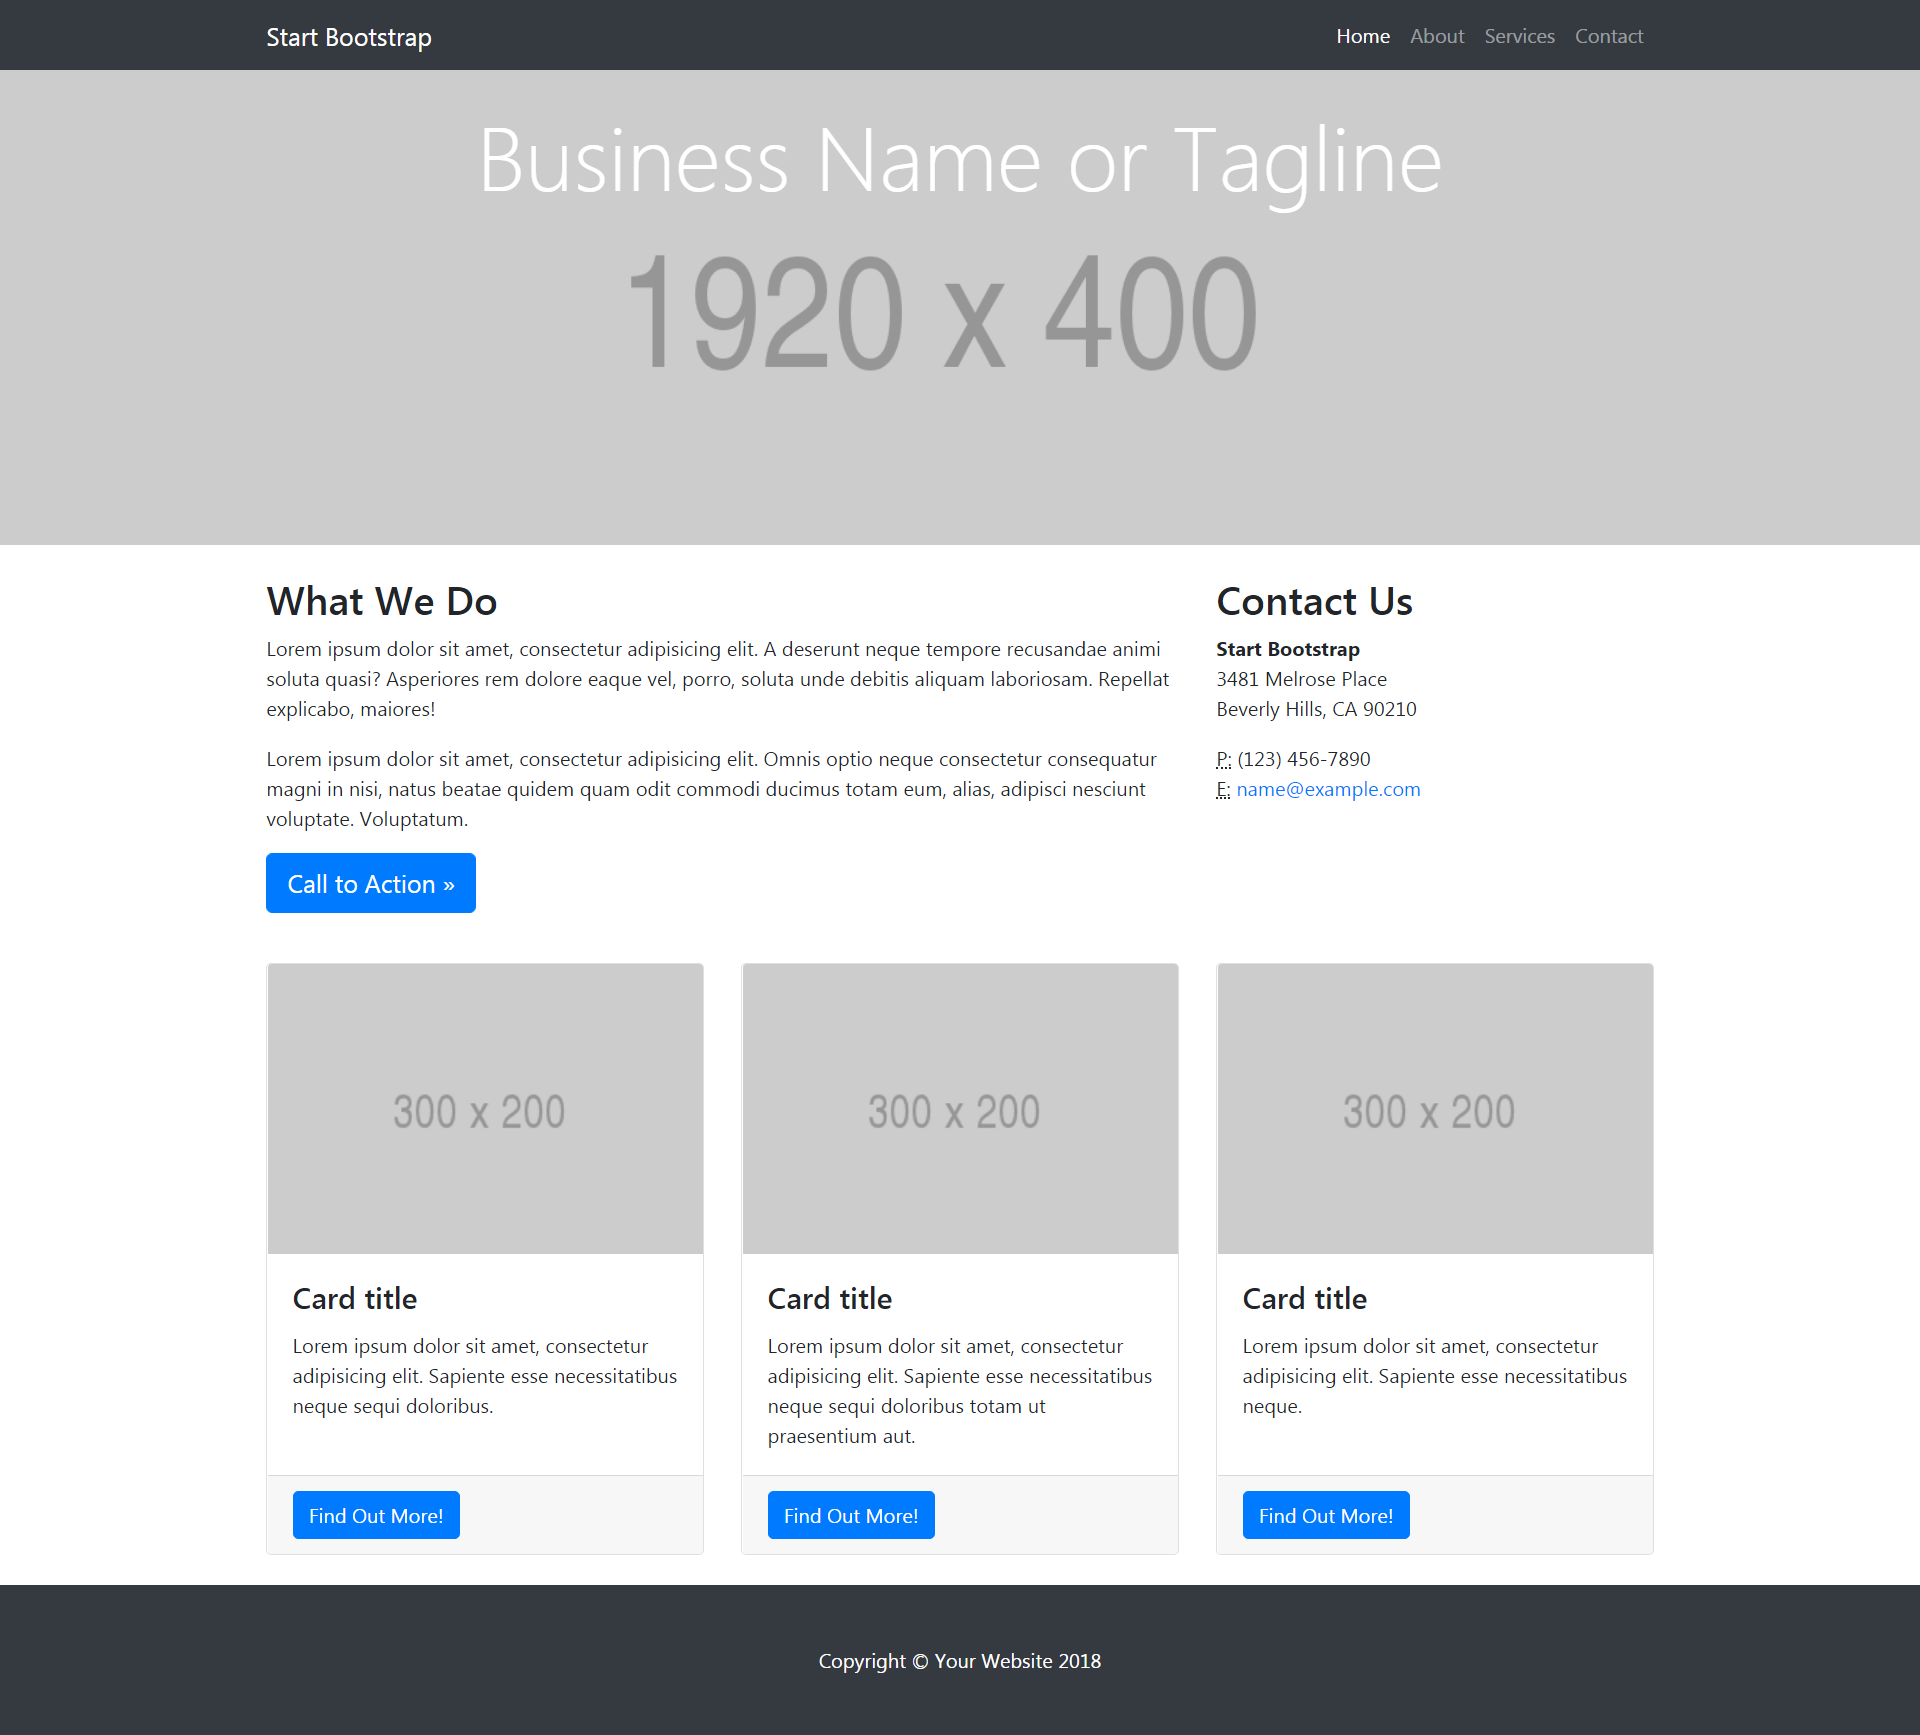 Start Bootstrap
Home About Services Contact
Business Name or Tagline
1920 x 400
What We Do
Lorem ipsum dolor sit amet, consectetur adipisicing elit. A deserunt neque tempore recusandae animi
soluta quasi? Asperiores rem dolore eaque vel, porro, soluta unde debitis aliquam laboriosam. Repellat
explicabo, maiores!
Lorem ipsum dolor sit amet, consectetur adipisicing elit. Omnis optio neque consectetur consequatur
magni in nisi, natus beatae quidem quam odit commodi ducimus totam eum, alias, adipisci nesciunt
voluptate. Voluptatum.
Call to Action »
Contact Us
Start Bootstrap
3481 Melrose Place
Beverly Hills, CA 90210
P: (123) 456-7890
E: name@example.com
300 x 200
Card title
Lorem ipsum dolor sit amet, consectetur
adipisicing elit. Sapiente esse necessitatibus
neque sequi doloribus.
Find Out More!
300 x 200
Card title
Lorem ipsum dolor sit amet, consectetur
adipisicing elit. Sapiente esse necessitatibus
neque sequi doloribus totam ut
praesentium aut.
Find Out More!
300 x 200
Card title
Lorem ipsum dolor sit amet, consectetur
adipisicing elit. Sapiente esse necessitatibus
neque.
Find Out More!
Copyright © Your Website 2018